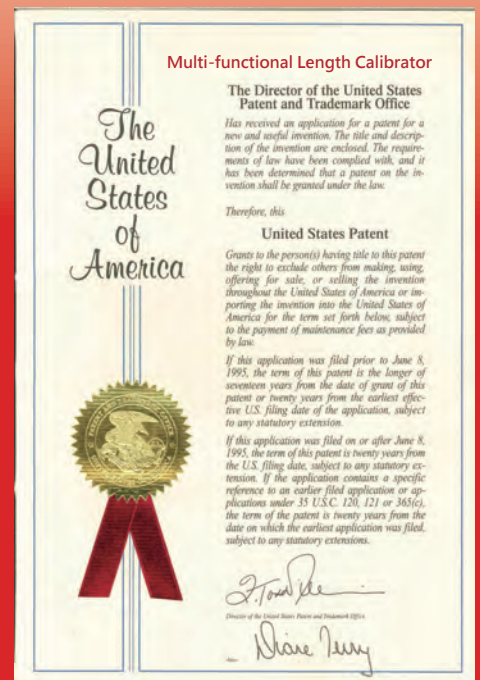 Multi-functional Length Calibrator
The
United
States
of
America
The Director of the United States
Patent and Trademark Office
Has received an application for a patent for a
new and useful invention. The title and descrip-
tion of the invention are enclosed. The require-
ments of law have been complied with, and it
has been determined that a patent on the in-
vention shall be granted under the law.
Therefore, this
United States Patent
Grants to the person(s) having title to this patent
the right to exclude others from making, using,
offering for sale, or selling the invention
throughout the United States of America or im-
porting the invention into the United States of
America for the term set forth below, subject
to the payment of maintenance fees as provided
by law.
If this application was filed prior to June 8,
1995, the term of this patent is the longer of
seventeen years from the date of grant of this
patent or twenty years from the earliest effec-
tive U.S. filing date of the application, subject
to any statutory extension.
If this application was filed on or after June 8,
1995, the term of this patent is twenty years from
the U.S. filing date, subject to any statutory ex-
tension. If the application contains a specific
reference to an earlier filed application or ap-
plications under 35 U.S.C. 120, 121 or 365(c),
the term of the patent is twenty years from the
date on which the earliest application was filed,
subject to any statutory extensions.
Director of the United States Patent and Trademark Office